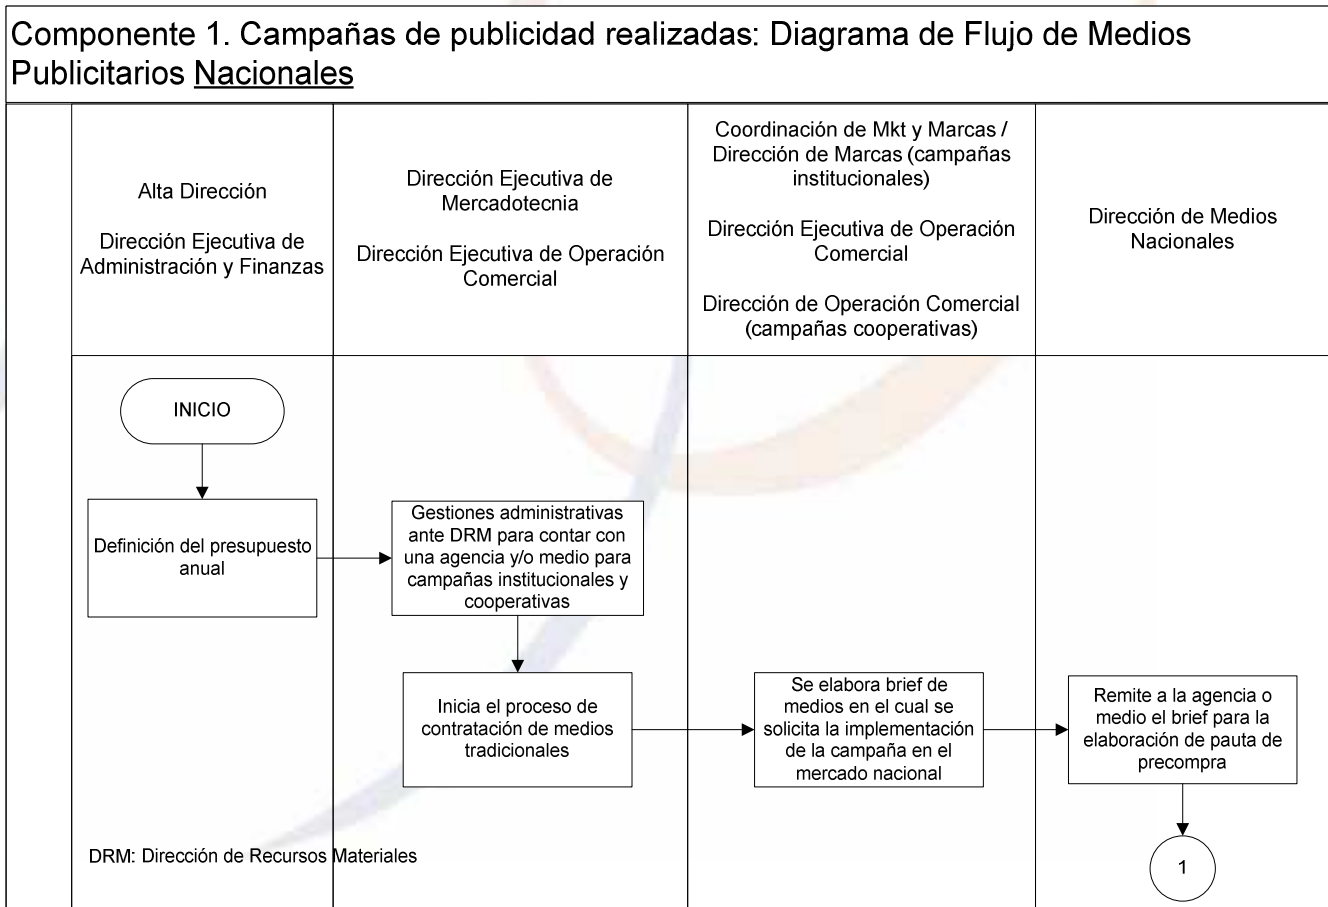 Componente 1. Campañas de publicidad realizadas: Diagrama de Flujo de Medios
Publicitarios Nacionales
Alta Dirección
Dirección Ejecutiva de
Administración y Finanzas
Dirección Ejecutiva de
Mercadotecnia
Dirección Ejecutiva de Operación
Comercial
Coordinación de Mkt y Marcas /
Dirección de Marcas (campañas
institucionales)
Dirección Ejecutiva de Operación
Comercial
Dirección de Operación Comercial
(campañas cooperativas)
Dirección de Medios
Nacionales
INICIO
Definición del presupuesto
anual
Gestiones administrativas
ante DRM para contar con
una agencia y/o medio para
campañas institucionales y
cooperativas
Inicia el proceso de
contratación de medios
tradicionales
Se elabora brief de
medios en el cual se
solicita la implementación
de la campaña en el
mercado nacional
Remite a la agencia o
medio el brief para la
elaboración de pauta de
precompra
1
DRM: Dirección de Recursos Materiales